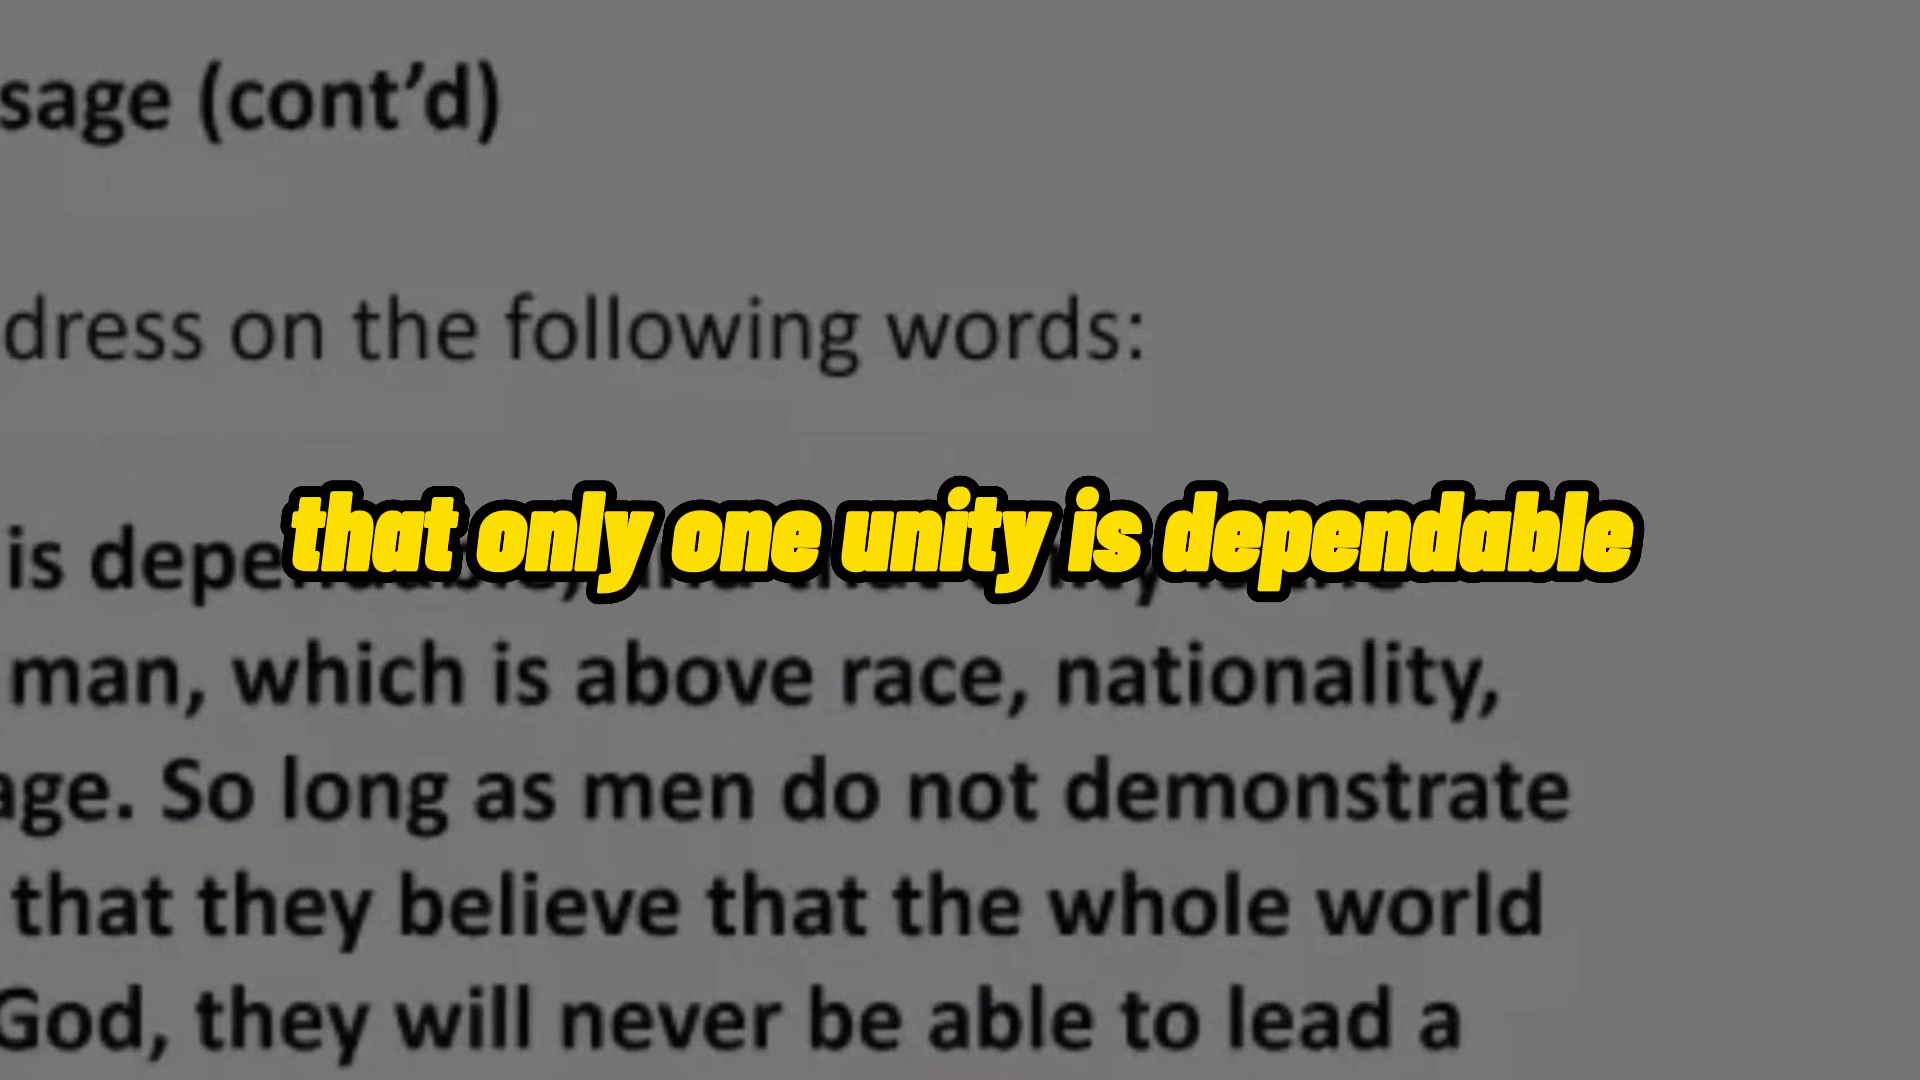 sage (cont’d)
dress on the following words:
that only one unity is dependable
is depe
man, which is above race, nationality,
age. So long as men do not demonstrate
that they believe that the whole world
God, they will never be able to lead a